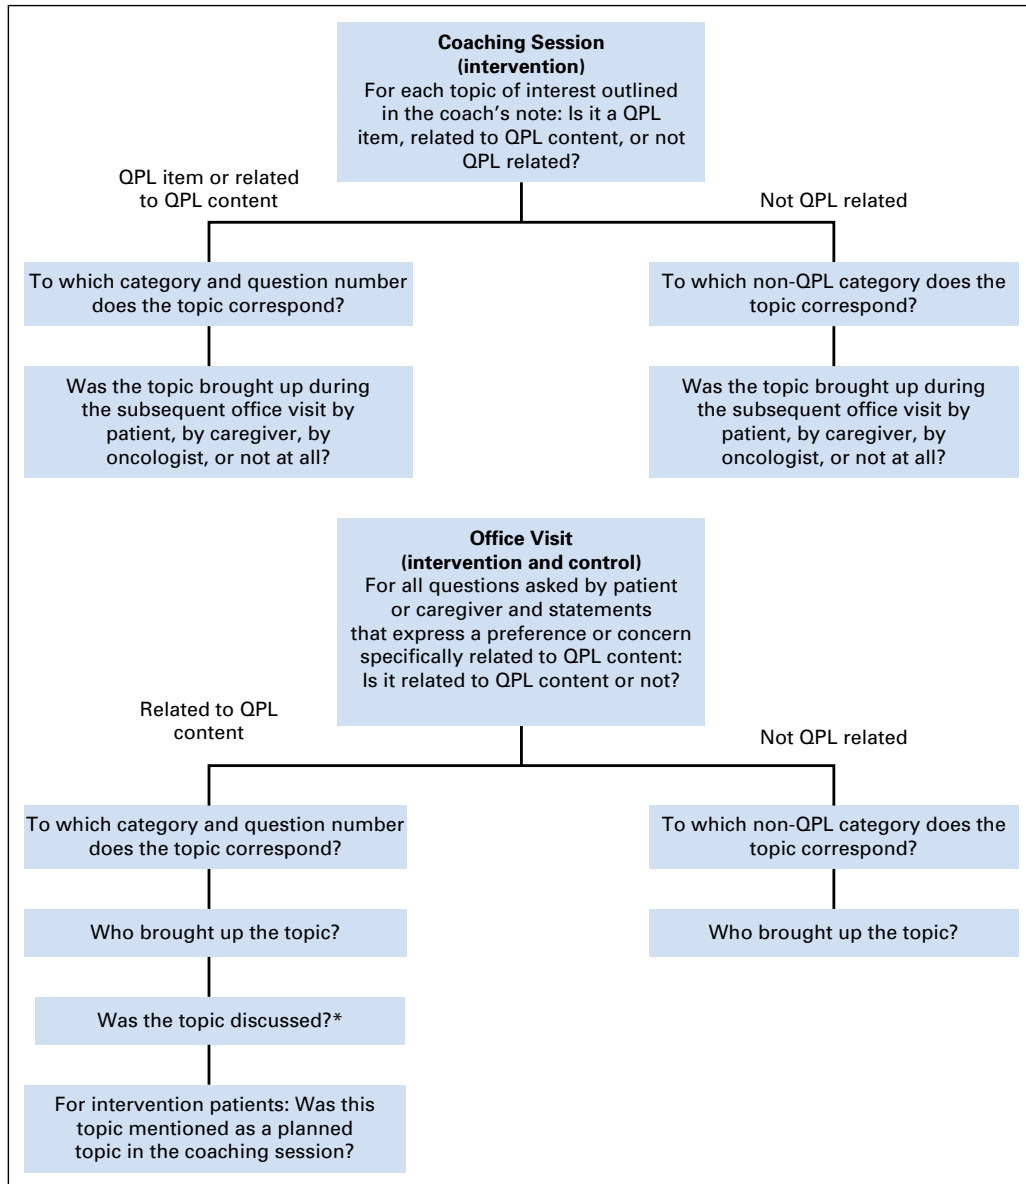 Coaching Session
(intervention)
For each topic of interest outlined
in the coach's note: Is it a QPL
item, related to QPL content, or not
QPL related?
QPL item or related
to QPL content
Not QPL related
To which category and question number
does the topic correspond?
To which non-QPL category does the
topic correspond?
Was the topic brought up during
the subsequent office visit by
patient, by caregiver, by
oncologist, or not at all?
Was the topic brought up during
the subsequent office visit by
patient, by caregiver, by
oncologist, or not at all?
Office Visit
(intervention and control)
For all questions asked by patient
or caregiver and statements
that express a preference or concern
specifically related to QPL content:
Is it related to QPL content or not?
Related to QPL
content
Not QPL related
To which category and question number
does the topic correspond?
To which non-QPL category does the
topic correspond?
Who brought up the topic?
Who brought up the topic?
Was the topic discussed?*
For intervention patients: Was this
topic mentioned as a planned
topic in the coaching session?